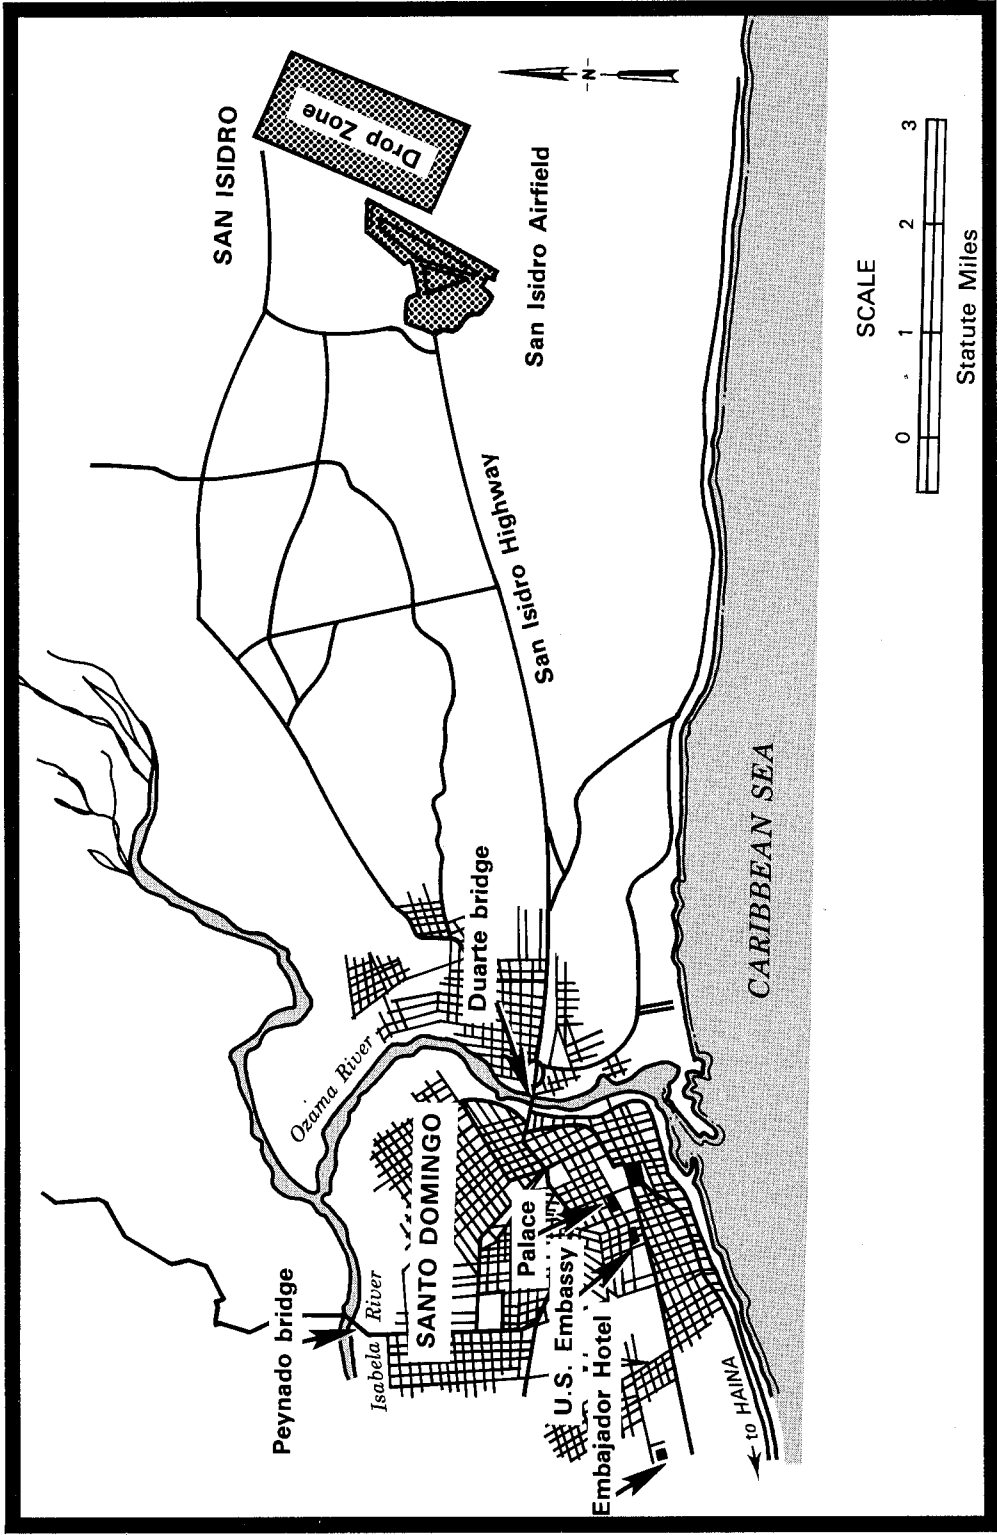 SAN ISIDRO
Drop Zone
-N-
San Isidro Airfield
San Isidro Highway
Duarte bridge
Ozama River
Peynado bridge
Isabela River
SANTO DOMINGO
Palace
U.S. Embassy
Embajador Hotel
to HAINA
CARIBBEAN SEA
SCALE
0 1 2 3
Statute Miles